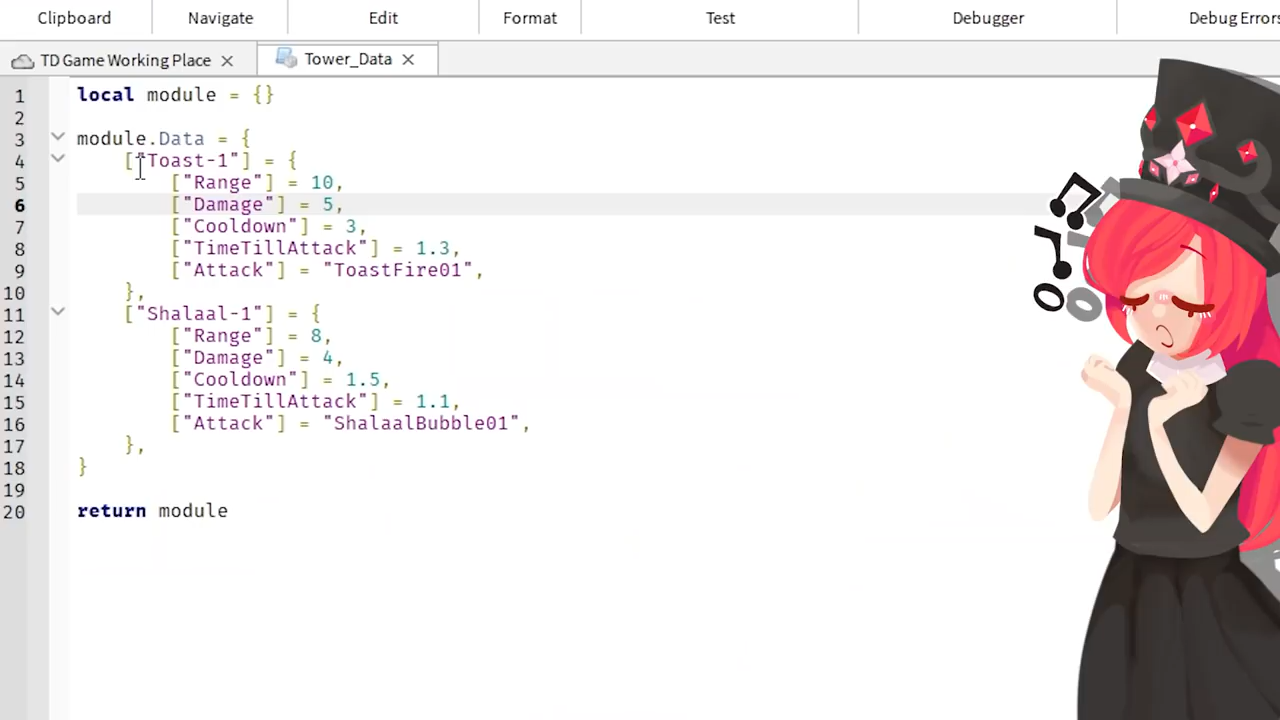 Clipboard Navigate Edit Format Test Debugger Debug Errors
TD Game Working Place Tower_Data
1 local module = {}
2
3 module.Data = {
4 ["Toast-1"] = {
5 ["Range"] = 10,
6 ["Damage"] = 5,
7 ["Cooldown"] = 3,
8 ["TimeTillAttack"] = 1.3,
9 ["Attack"] = "ToastFire01",
10 },
11 ["Shalaal-1"] = {
12 ["Range"] = 8,
13 ["Damage"] = 4,
14 ["Cooldown"] = 1.5,
15 ["TimeTillAttack"] = 1.1,
16 ["Attack"] = "ShalaalBubble01",
17 },
18 }
19
20 return module